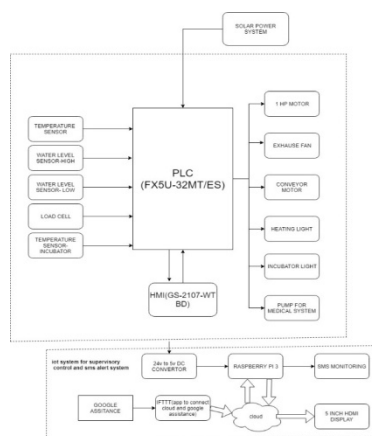 SOLAR POWER
SYSTEM
TEMPERATURE
SENSOR
WATER LEVEL
SENSOR-HIGH
WATER LEVEL
SENSOR- LOW
LOAD CELL
TEMPERATURE
SENSOR-
INCUBATOR
PLC
(FX5U-32MT/ES)
1 HP MOTOR
EXHAUSE FAN
CONVEYOR
MOTOR
HEATING LIGHT
INCUBATOR LIGHT
PUMP FOR
MEDICAL SYSTEM
HMI(GS-2107-WT
BD)
iot system for supervisory
control and sms alert system
24v to 5v DC
CONVERTOR
RASPBERRY PI 3
SMS MONITORING
GOOGLE
ASSITANCE
IFTTT(app to connect
cloud and google
assistance)
cloud
5 INCH HDMI
DISPLAY